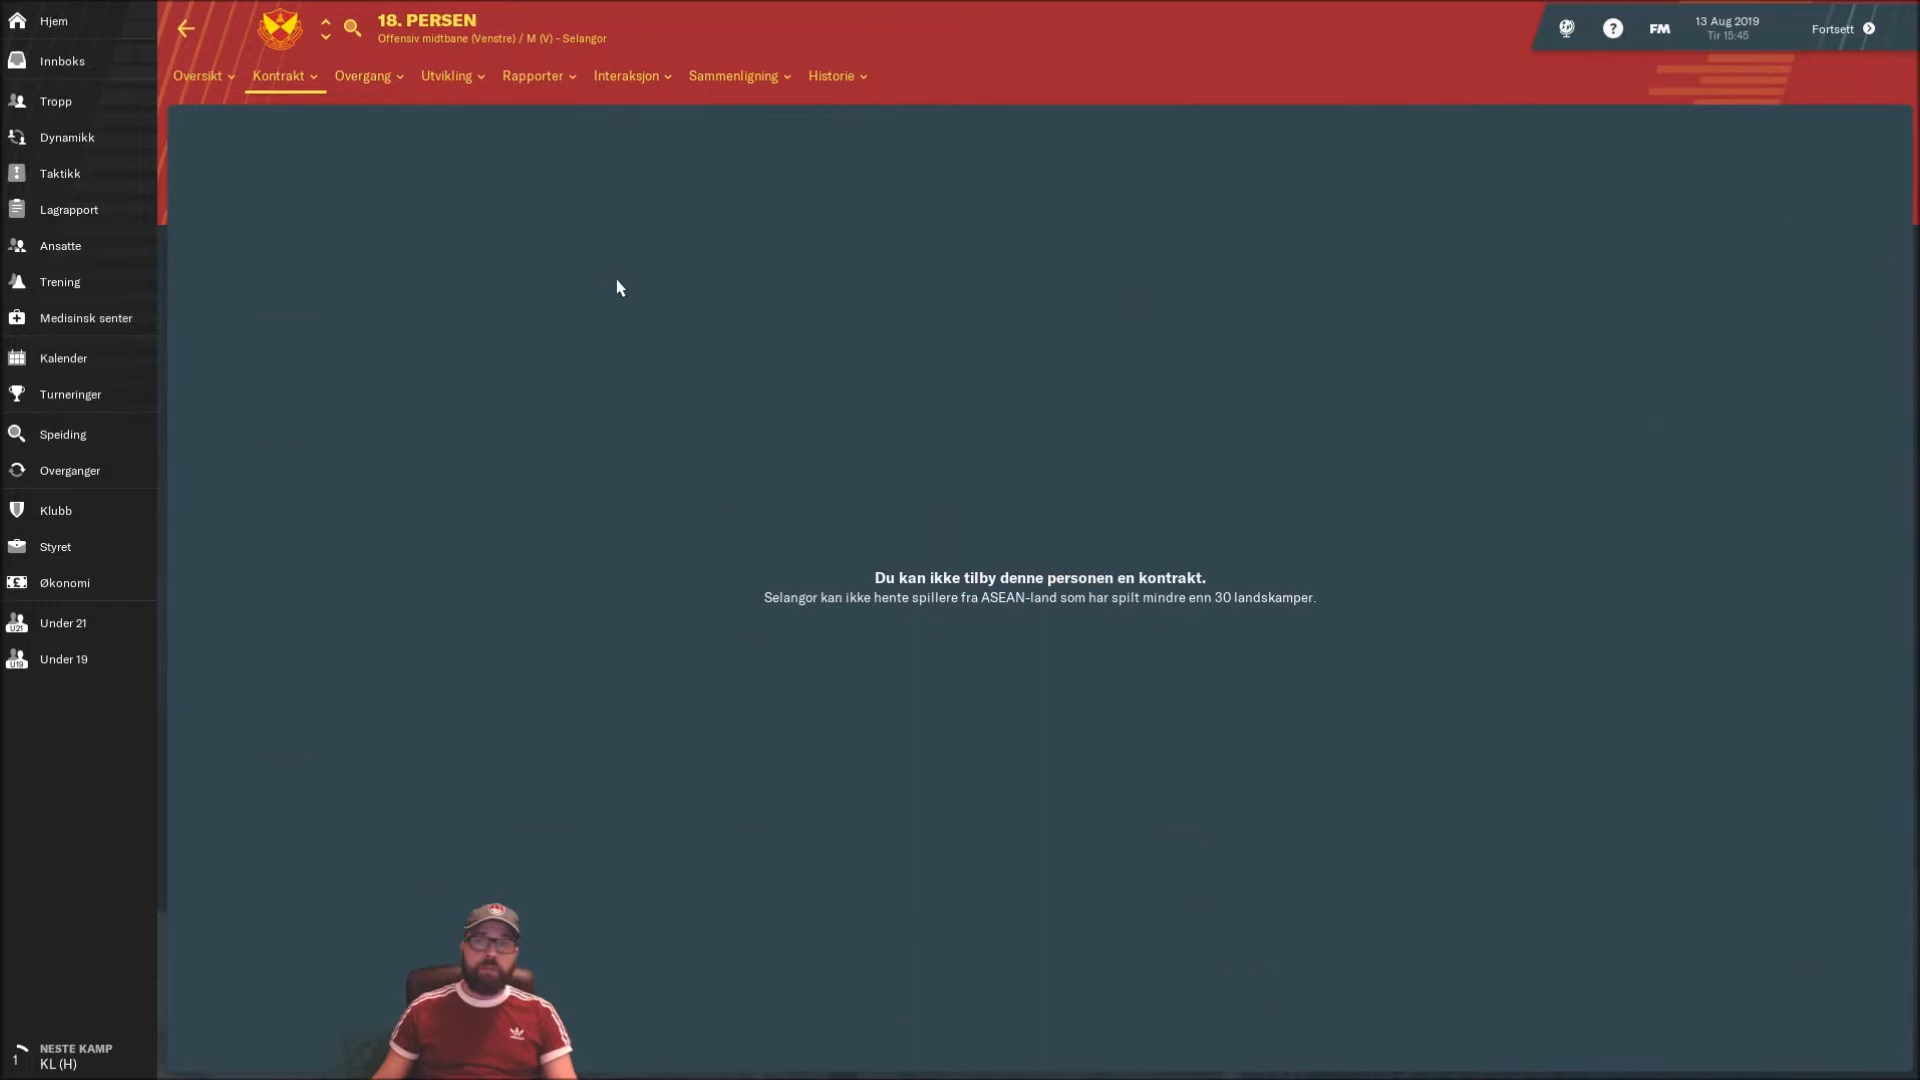 Hjem
Innboks
Tropp
Dynamikk
Taktikk
Lagrapport
Ansatte
Trening
Medisinsk senter
Kalender
Turneringer
Speiding
Overganger
Klubb
Styret
Økonomi
U21
Under 21
U19
Under 19
1
NESTE KAMP
KL (H)
18. PERSEN
Offensiv midtbane (Venstre) / M (V) - Selangor
? FM
13 Aug 2019
Tir 15:45
Fortsett
Oversikt Kontrakt Overgang Utvikling Rapporter Interaksjon Sammenligning Historie
Du kan ikke tilby denne personen en kontrakt.
Selangor kan ikke hente spillere fra ASEAN-land som har spilt mindre enn 30 landskamper.